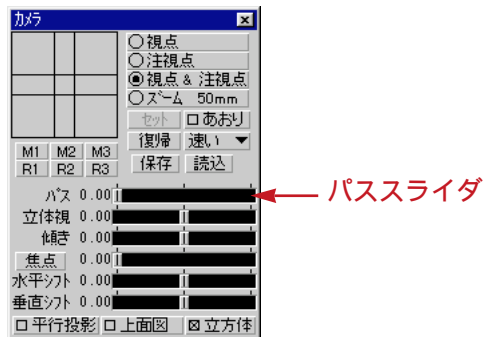 カメラ
視点
注視点
視点 & 注視点
ズーム 50mm
セット あおり
復帰 速い
保存 読込
M1 M2 M3
R1 R2 R3
パス 0.00
パススライダ
立体視 0.00
傾き 0.00
焦点 0.00
水平シフト 0.00
垂直シフト 0.00
平行投影 上面図 立方体